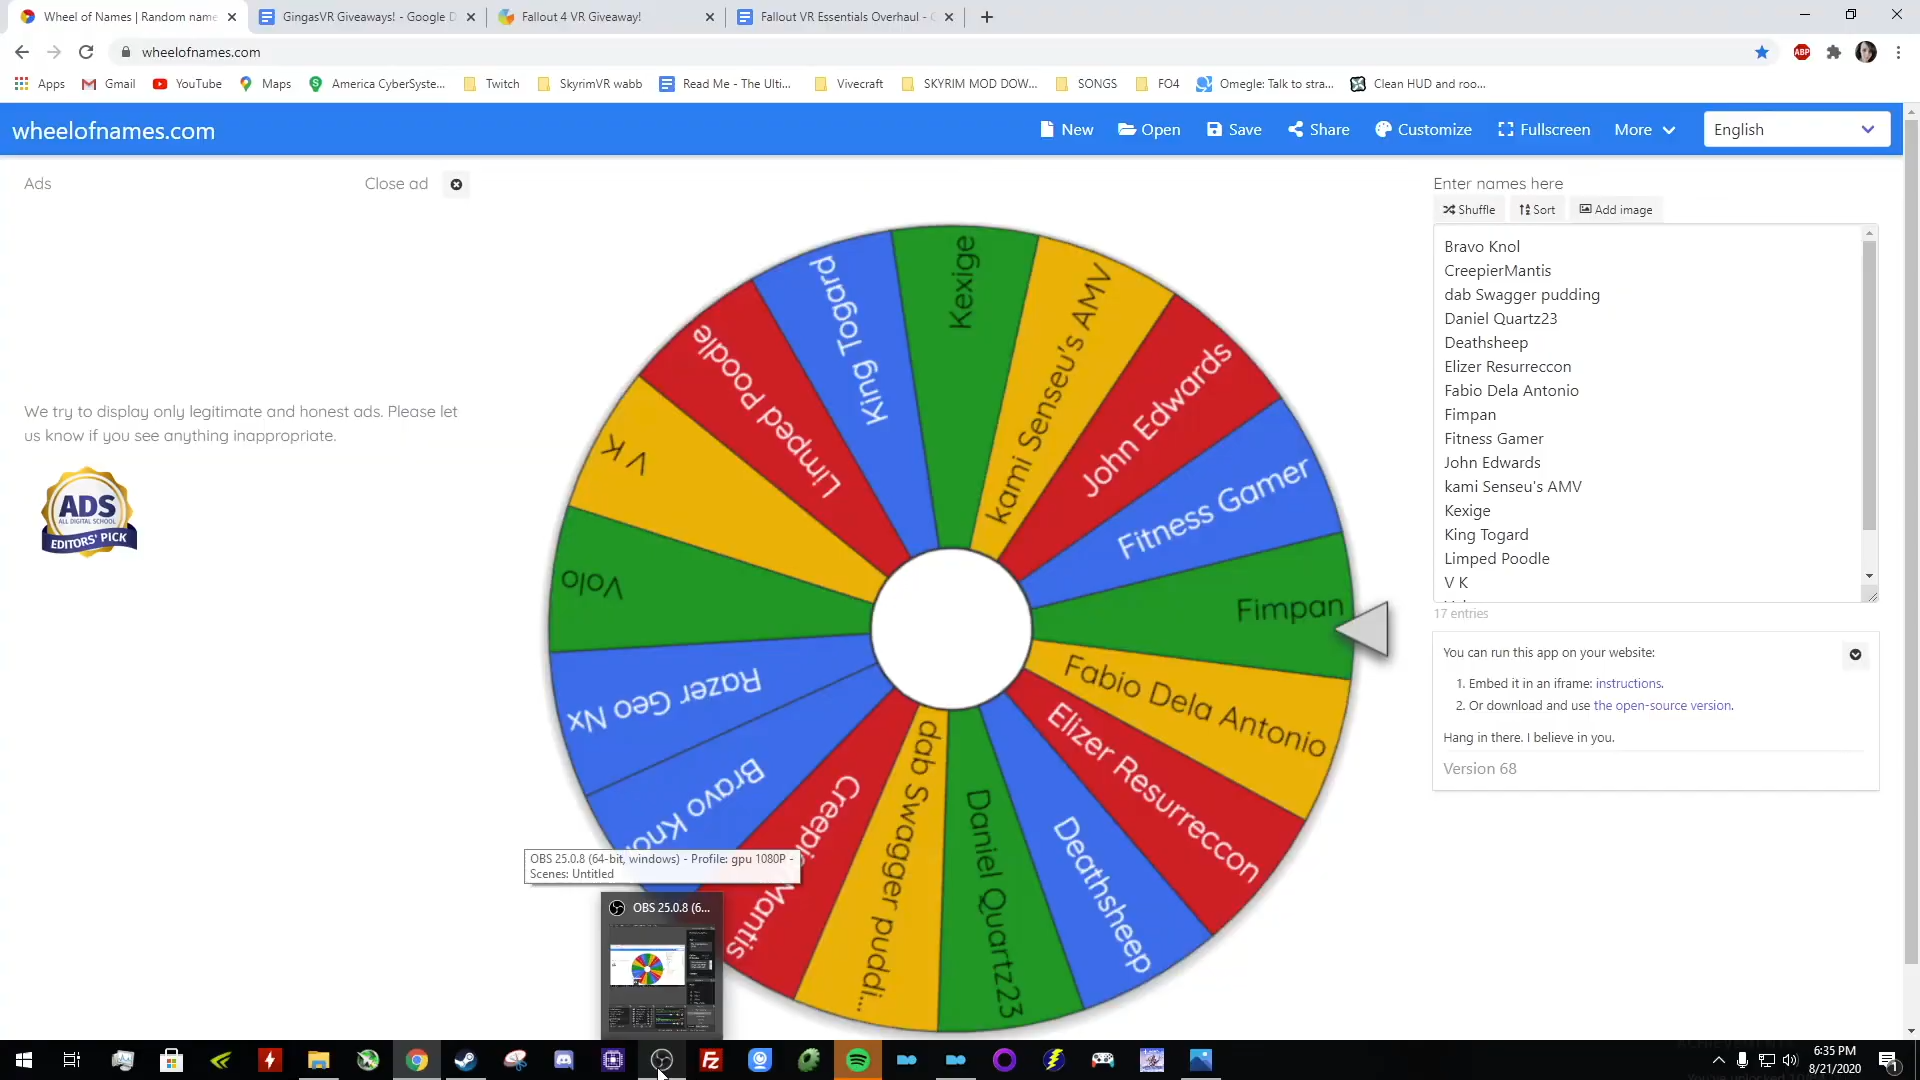 Wheel of Names | Random name
GingasVR Giveaways! - Google D
Fallout 4 VR Giveaway!
Fallout VR Essentials Overhaul -
wheelofnames.com
ABP
Apps
Gmail
YouTube
Maps
America CyberSyste...
Twitch
SkyrimVR wabb
Read Me - The Ulti...
Vivecraft
SKYRIM MOD DOW...
SONGS
FO4
Omegle: Talk to stra...
Clean HUD and roo...
wheelofnames.com
New
Open
Save
Share
Customize
Fullscreen
More
English
Ads
Close ad
Enter names here
Shuffle
Sort
Add image
Bravo Knol
CreepierMantis
dab Swagger pudding
Daniel Quartz23
Deathsheep
Elizer Resurreccon
Fabio Dela Antonio
Fimpan
Fitness Gamer
John Edwards
kami Senseu's AMV
Kexige
King Togard
Limped Poodle
V K
17 entries
We try to display only legitimate and honest ads. Please let
us know if you see anything inappropriate.
ADS
ALL DIGITAL SCHOOL
EDITORS' PICK
Kexige
kami Senseu's AMV
John Edwards
Fitness Gamer
Fimpan
Fabio Dela Antonio
Elizer Resurreccon
Deathsheep
Daniel Quartz23
dab Swagger puddi...
Bravo
Razer Geo Nx
Volo
V K
Limped Poodle
King Togard
You can run this app on your website:
1. Embed it in an iframe: instructions.
2. Or download and use the open-source version.
Hang in there. I believe in you.
Version 68
OBS 25.0.8 (64-bit, windows) - Profile: gpu 1080P -
Scenes: Untitled
OBS 25.0.8 (6...
6:35 PM
8/21/2020